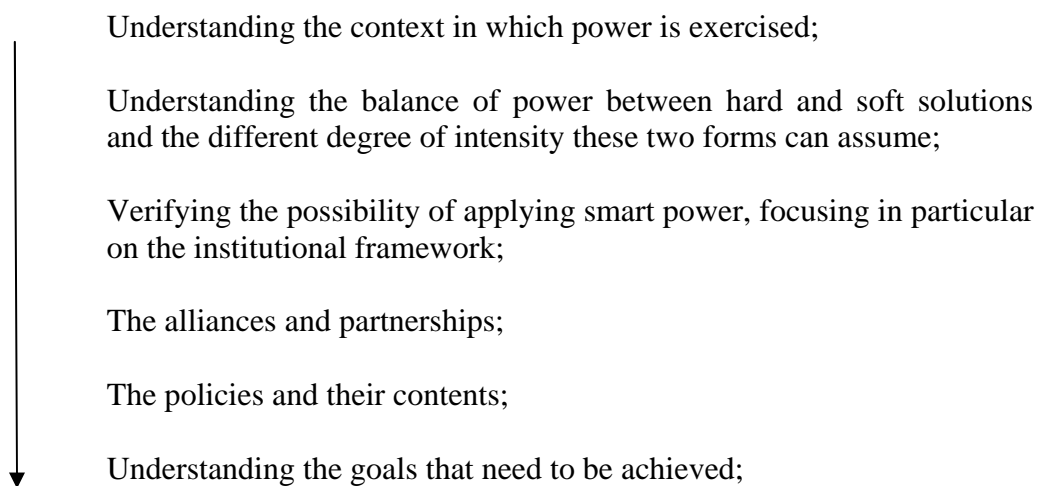 Understanding the context in which power is exercised;
Understanding the balance of power between hard and soft solutions
and the different degree of intensity these two forms can assume;
Verifying the possibility of applying smart power, focusing in particular
on the institutional framework;
The alliances and partnerships;
The policies and their contents;
Understanding the goals that need to be achieved;